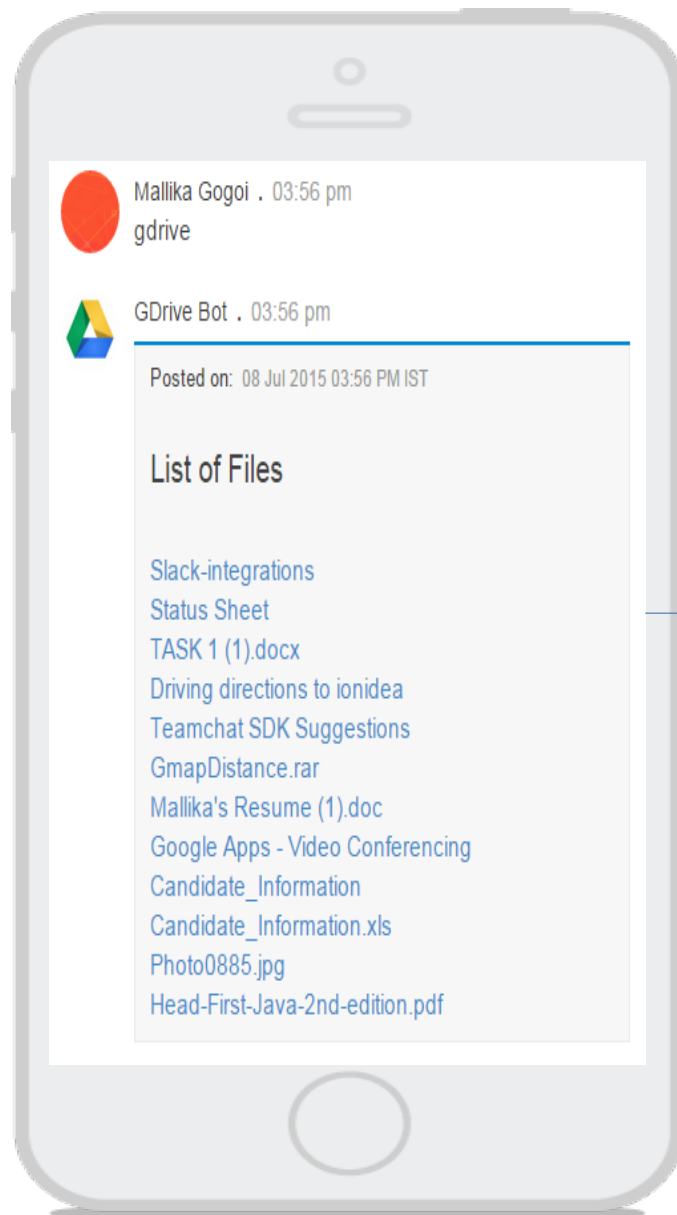 Mallika Gogoi . 03:56 pm
gdrive
GDrive Bot . 03:56 pm
Posted on: 08 Jul 2015 03:56 PM IST
List of Files
Slack-integrations
Status Sheet
TASK 1 (1).docx
Driving directions to ionidea
Teamchat SDK Suggestions
GmapDistance.rar
Mallika's Resume (1).doc
Google Apps - Video Conferencing
Candidate_Information
Candidate_Information.xls
Photo0885.jpg
Head-First-Java-2nd-edition.pdf